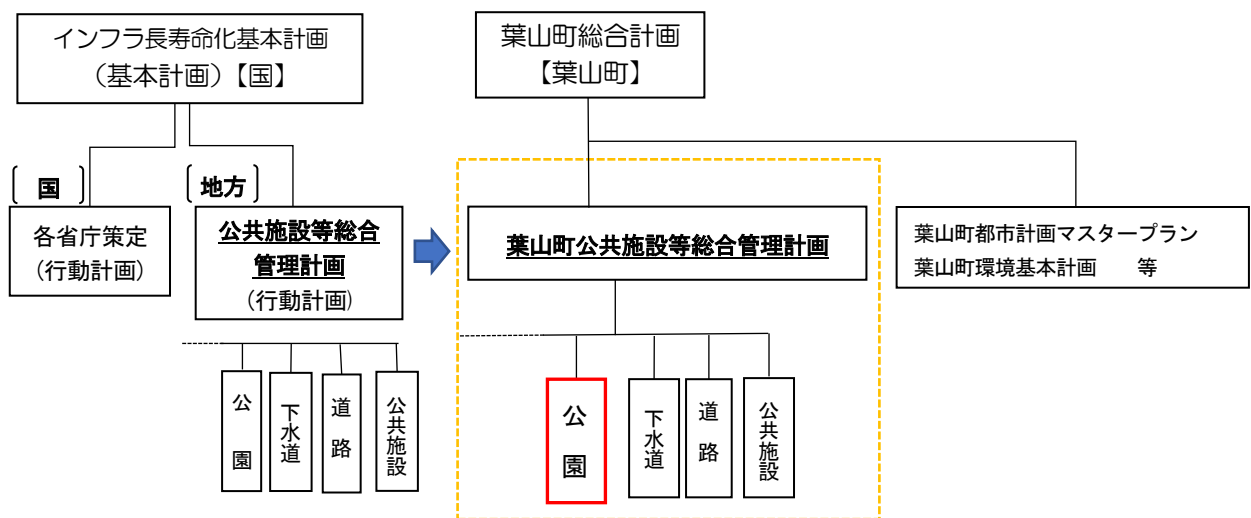 インフラ長寿命化基本計画
（基本計画）【国】
葉山町総合計画
【葉山町】
〔 国 〕
〔地方〕
各省庁策定
(行動計画)
公共施設等総合
管理計画
(行動計画)
葉山町公共施設等総合管理計画
葉山町都市計画マスタープラン
葉山町環境基本計画　　等
公園
下水道
道路
公共施設
公園
下水道
道路
公共施設